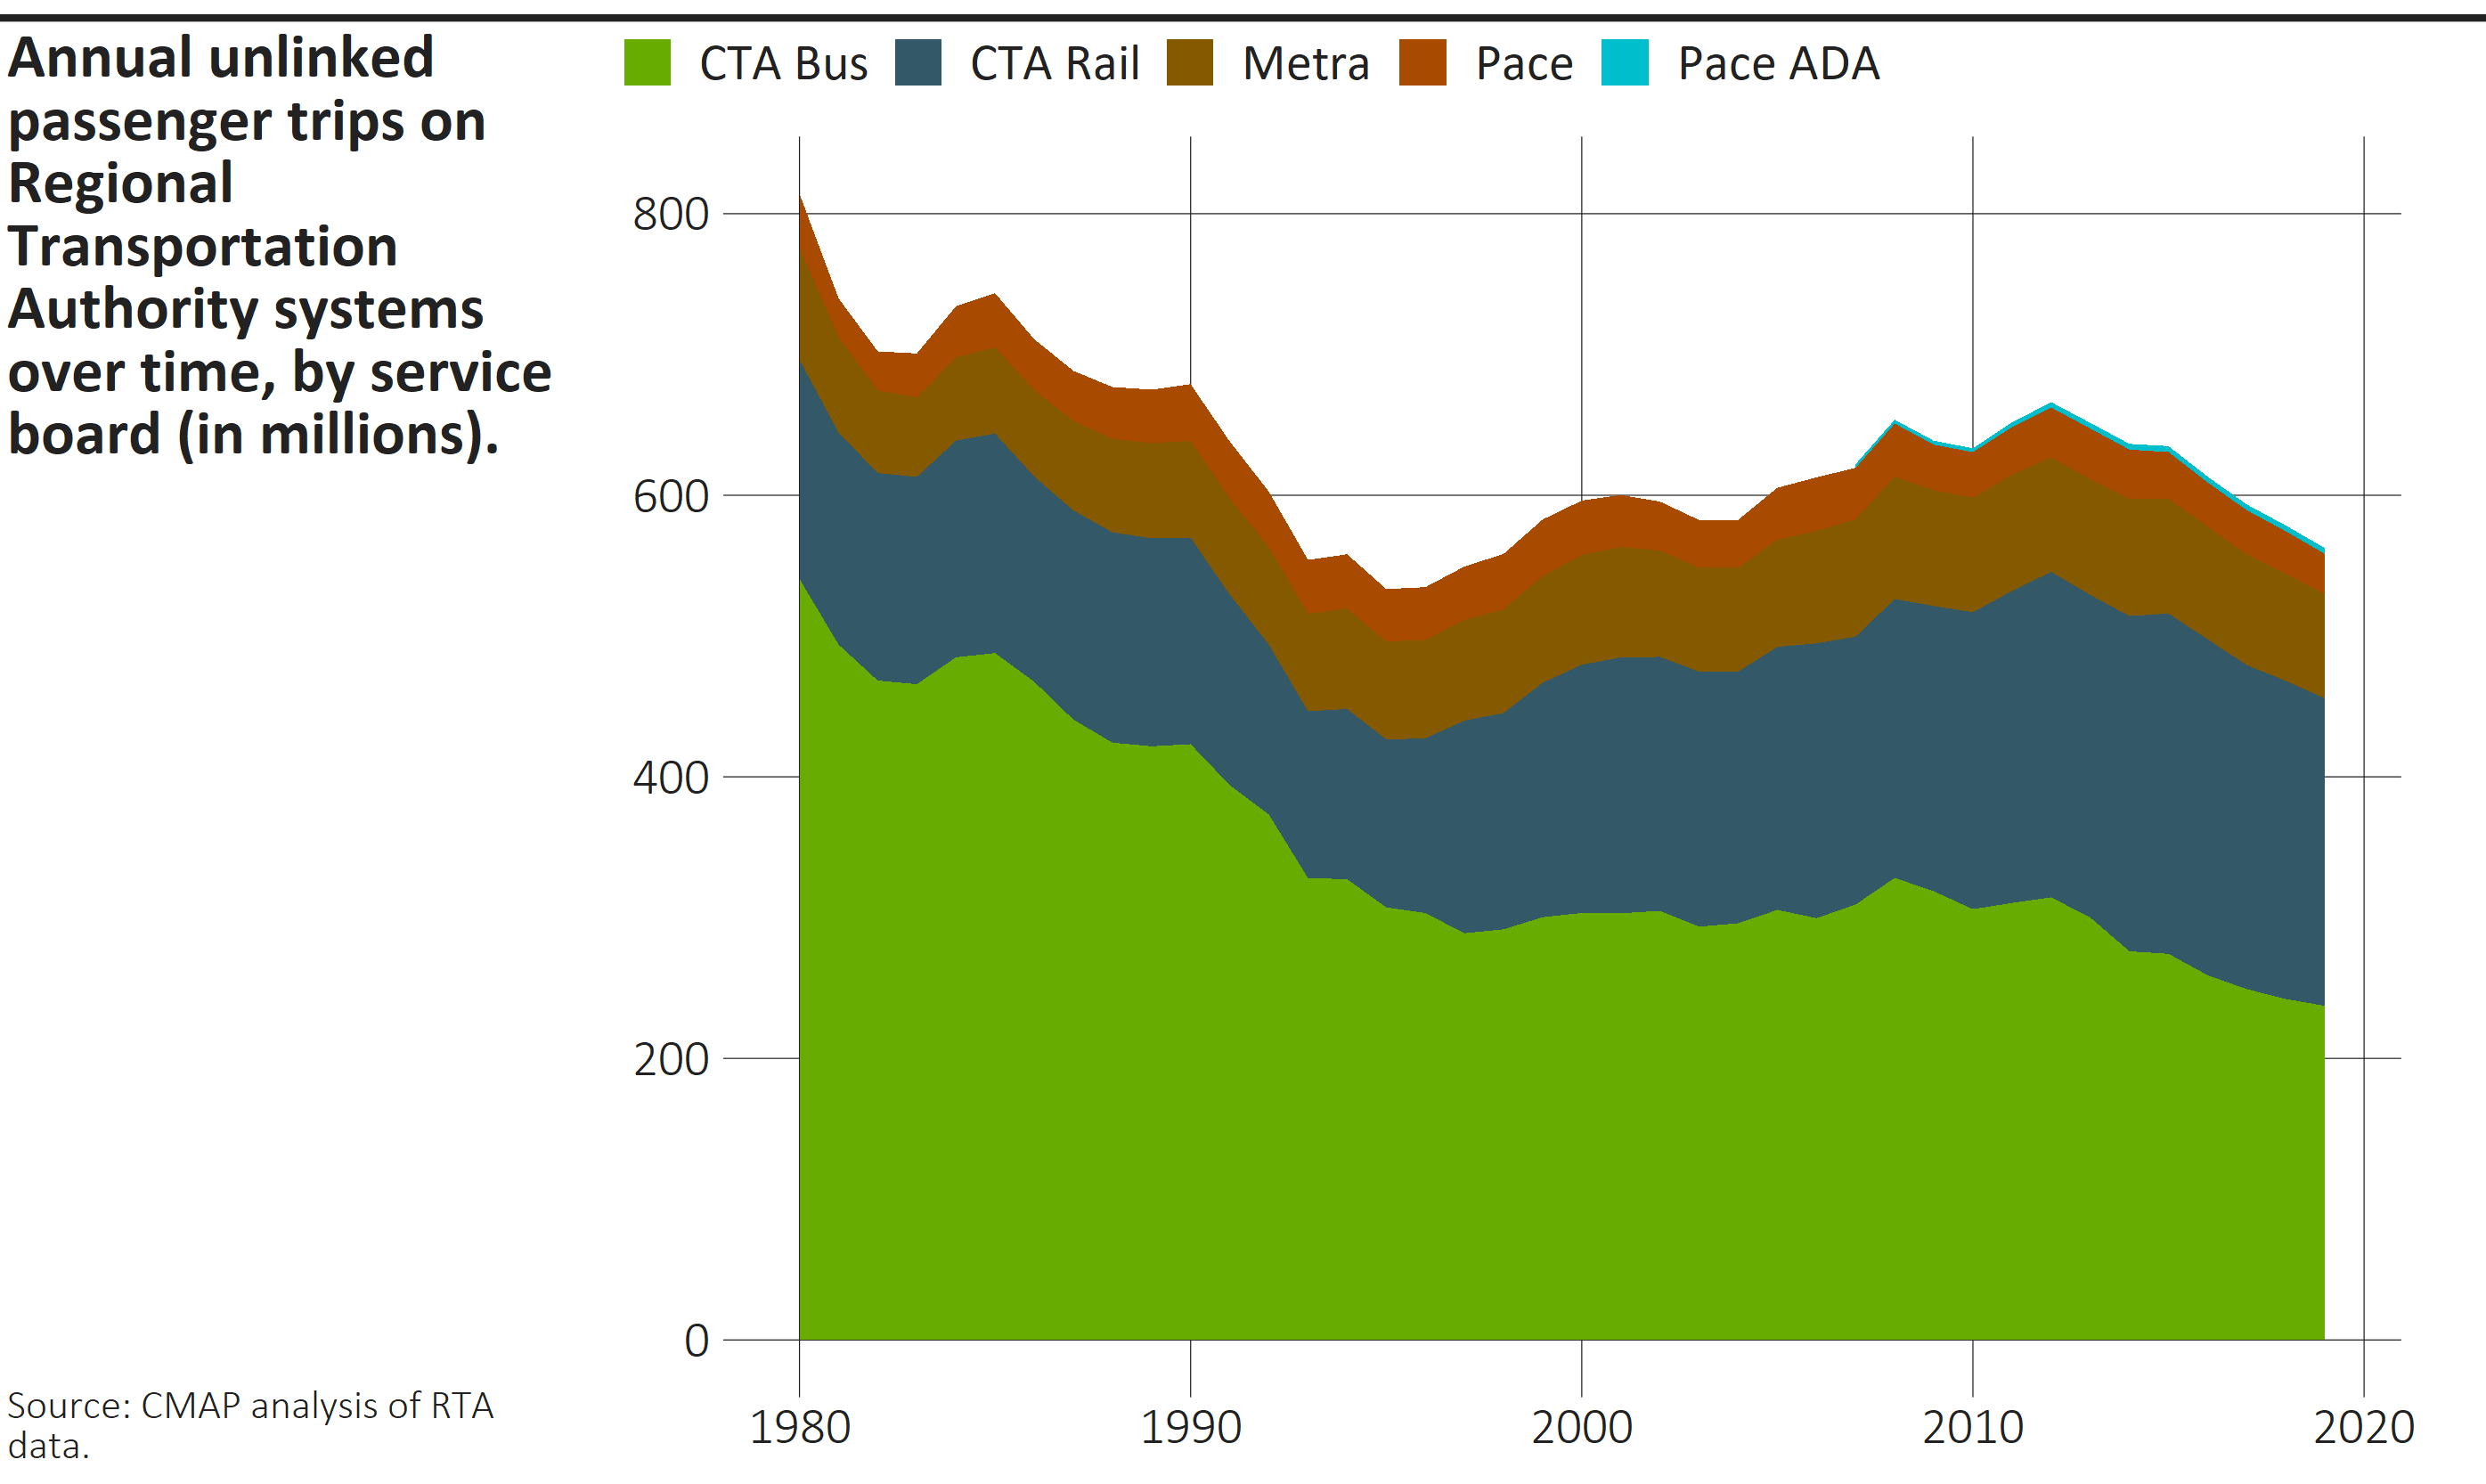 Annual unlinked
passenger trips on
Regional
Transportation
Authority systems
over time, by service
board (in millions).
CTA Bus CTA Rail Metra Pace Pace ADA
800
600
400
200
0
1980 1990 2000 2010 2020
Source: CMAP analysis of RTA
data.